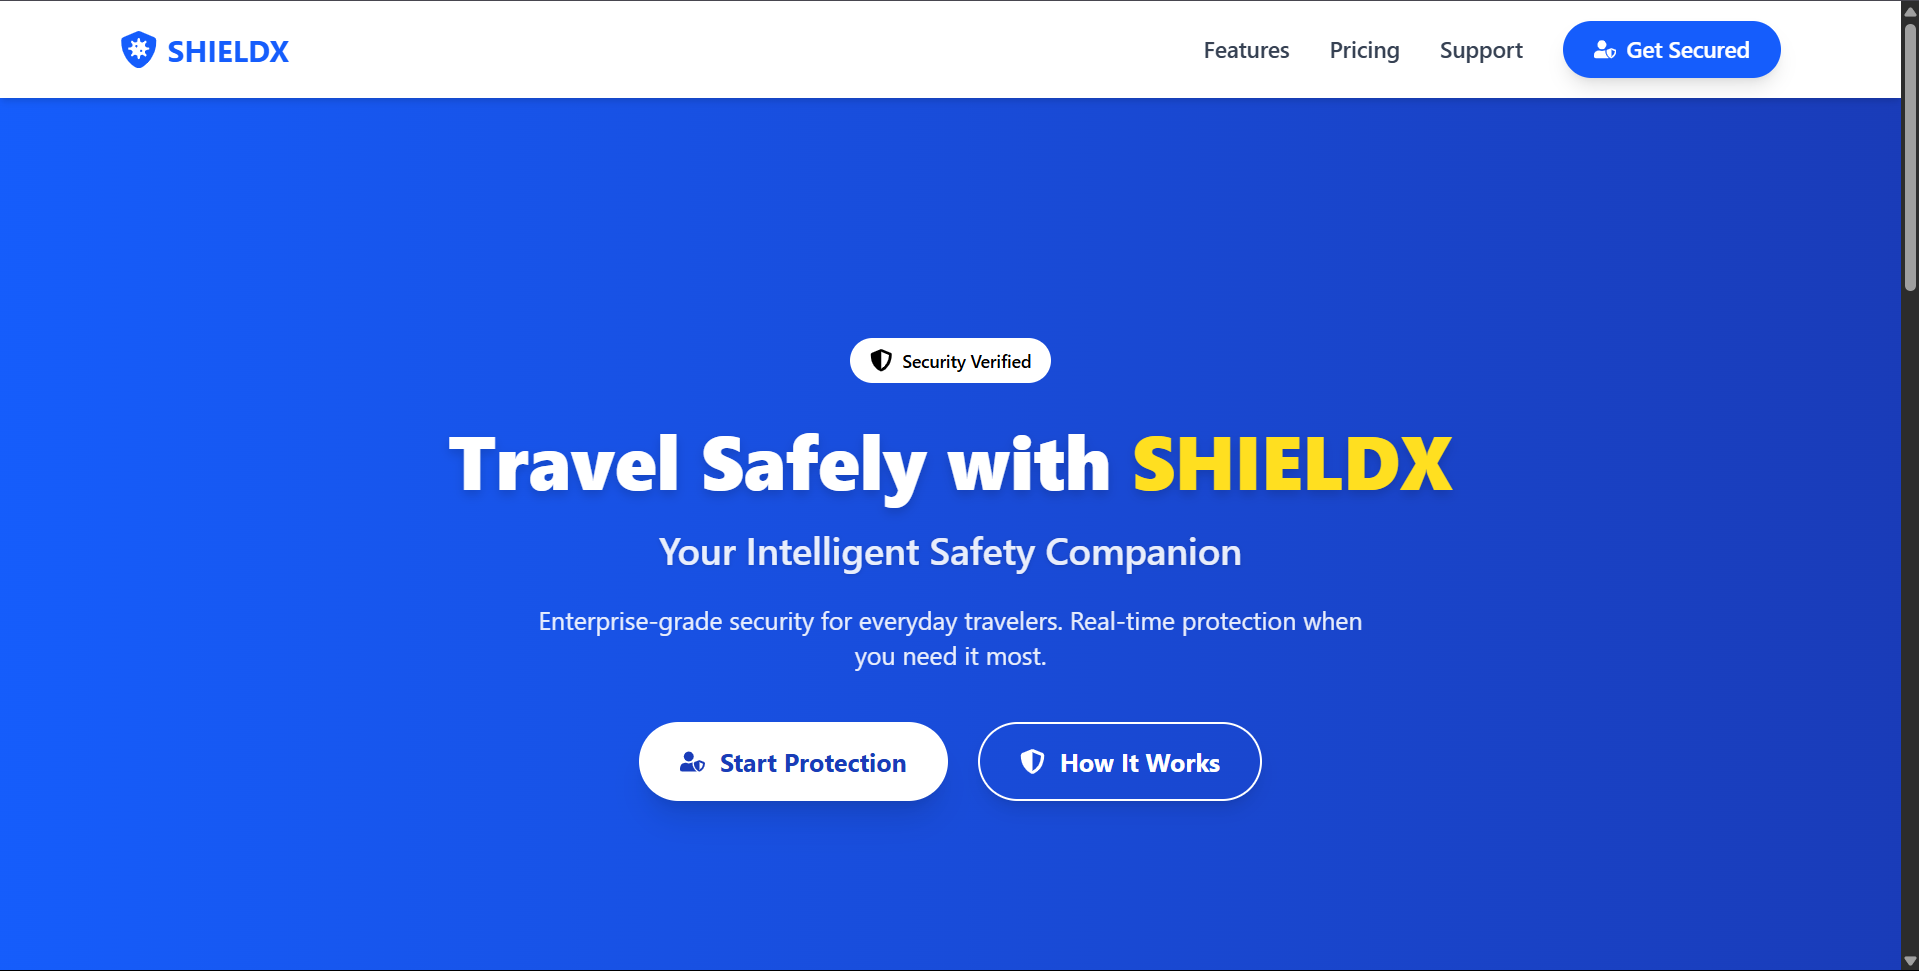 SHIELDX
Features
Pricing
Support
Get Secured
Security Verified
Travel Safely with SHIELDX
Your Intelligent Safety Companion
Enterprise-grade security for everyday travelers. Real-time protection when
you need it most.
Start Protection
How It Works